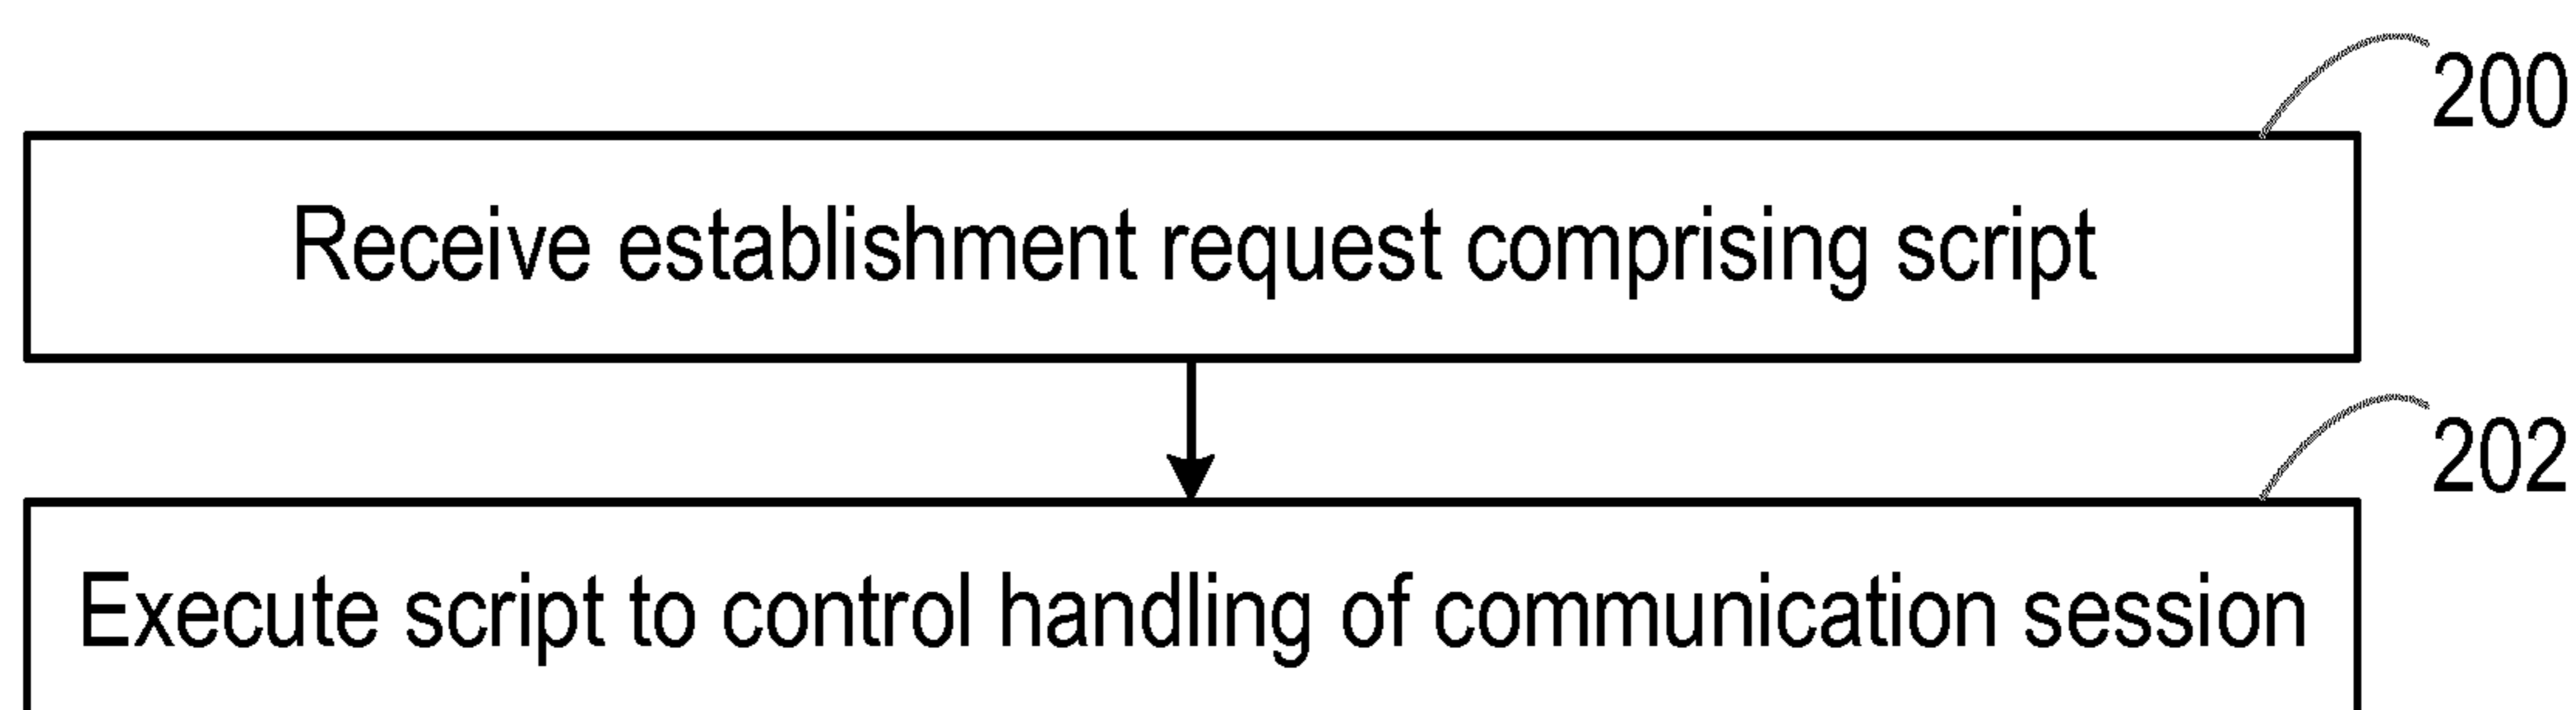 200
Receive establishment request comprising script
202
Execute script to control handling of communication session